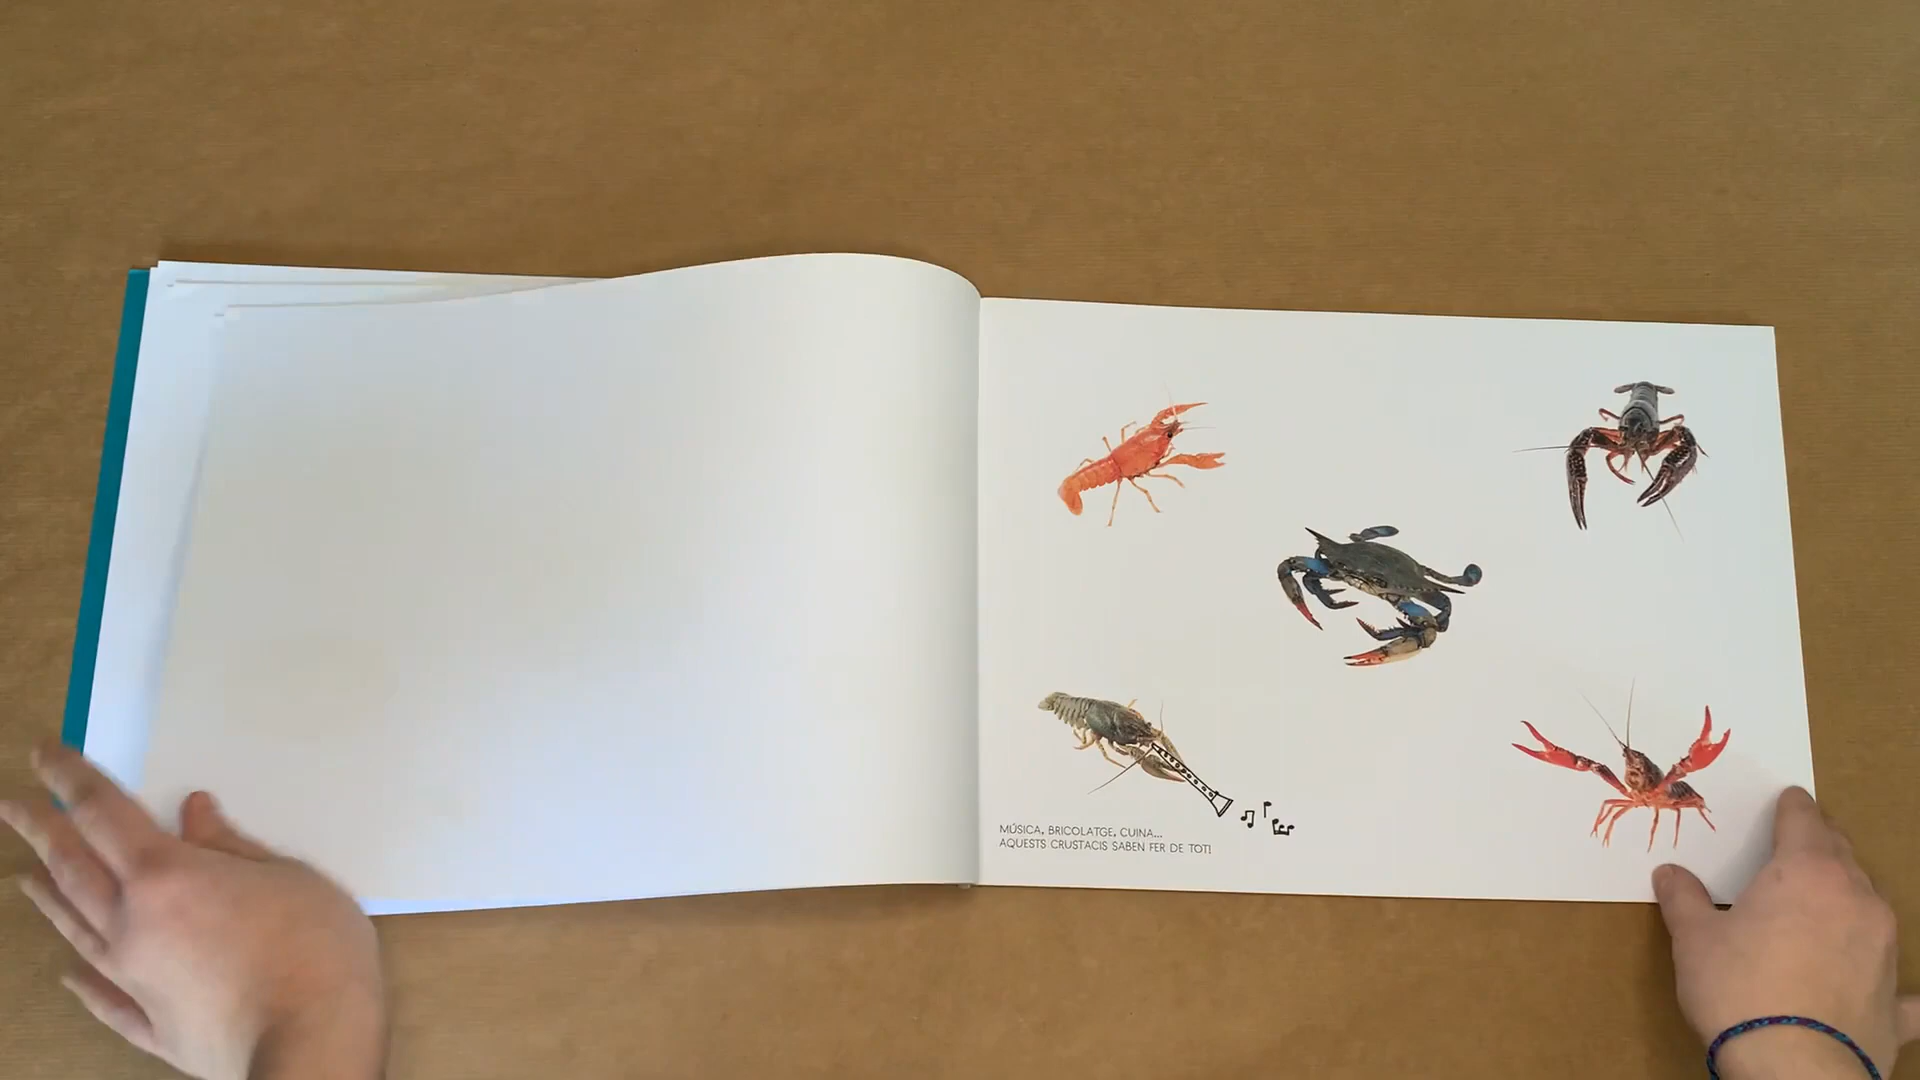 MÚSICA, BRICOLATGE, CUINA...
AQUESTS CRUSTACIS SABEN FER DE TOT!